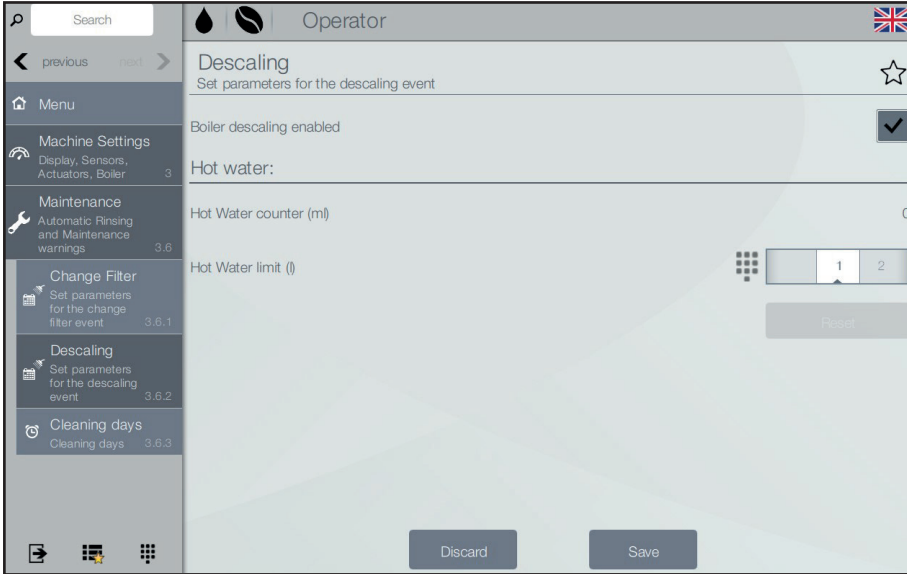 Search
Operator
previous
next
Menu
Machine Settings
Display, Sensors,
Actuators, Boiler 3
Maintenance
Automatic Rinsing
and Maintenance
warnings 3.6
Change Filter
Set parameters
for the change
filter event 3.6.1
Descaling
Set parameters
for the descaling
event 3.6.2
Cleaning days
Cleaning days 3.6.3
Descaling
Set parameters for the descaling event
Boiler descaling enabled
Hot water:
Hot Water counter (ml) 0
Hot Water limit (l) 1 2
Reset
Discard Save